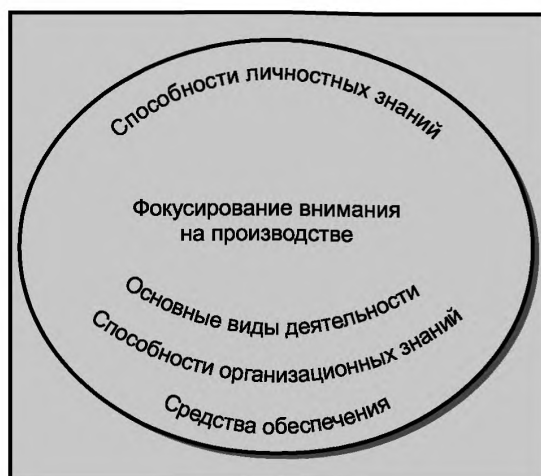 Способности личностных знаний
Фокусирование внимания
на производстве
Основные виды деятельности
Способности организационных знаний
Средства обеспечения